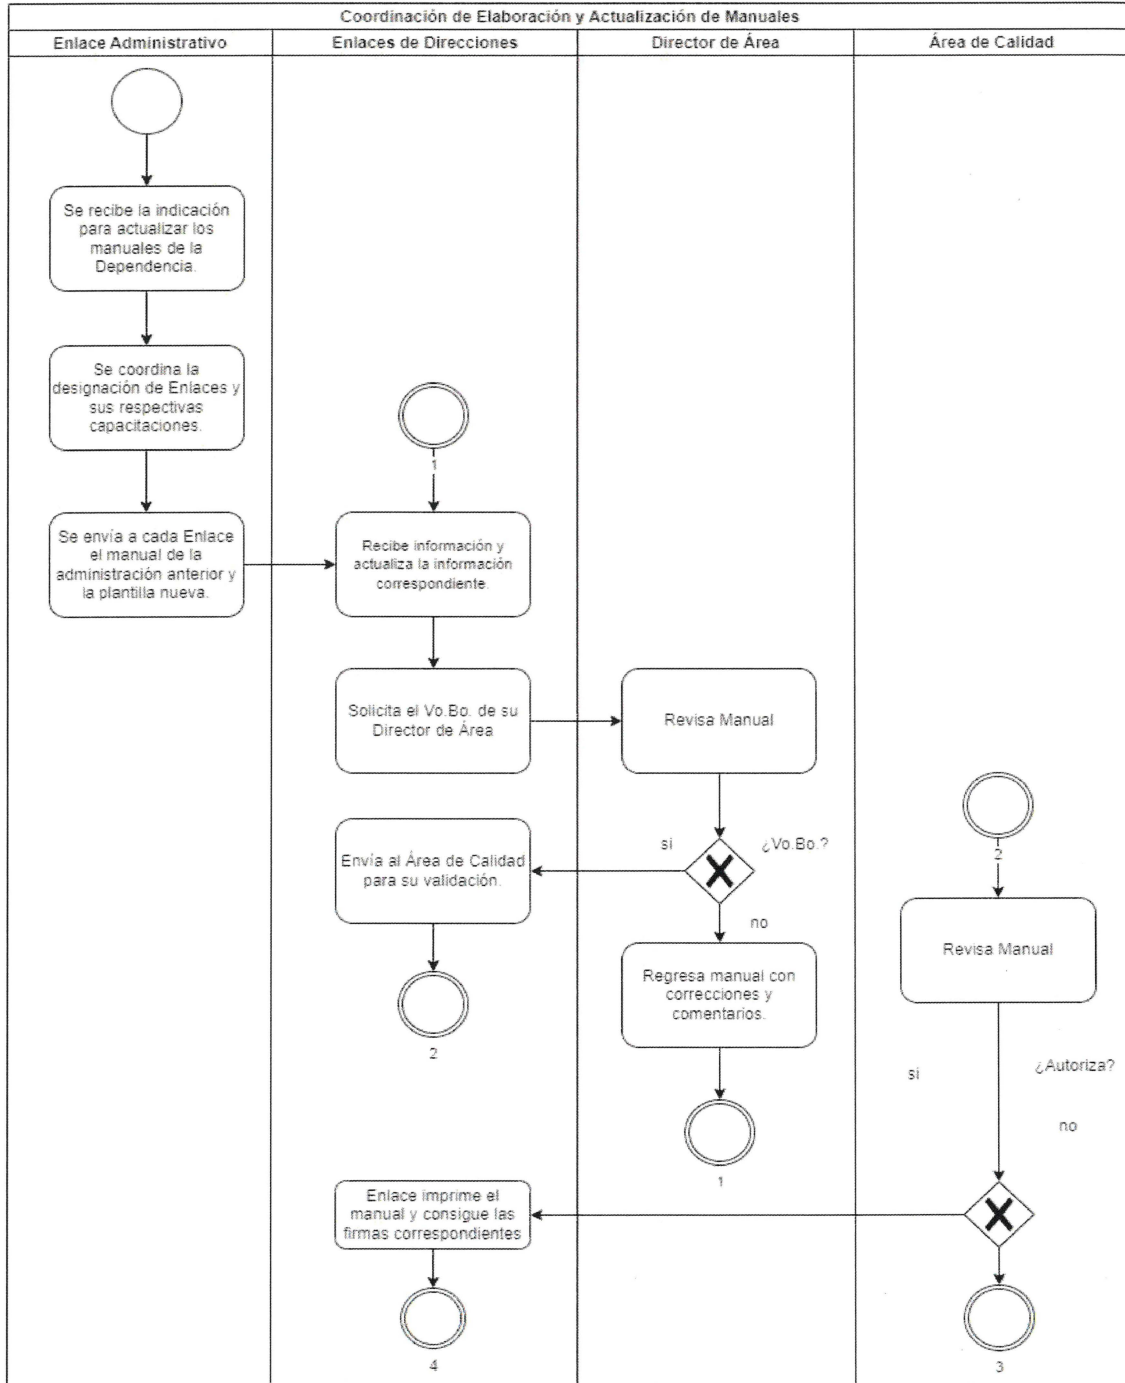 Coordinación de Elaboración y Actualización de Manuales
Enlace Administrativo
Enlaces de Direcciones
Director de Área
Área de Calidad
Se recibe la indicación
para actualizar los
manuales de la
Dependencia.
Se coordina la
designación de Enlaces y
sus respectivas
capacitaciones.
1
Se envía a cada Enlace
el manual de la
administración anterior y
la plantilla nueva.
Recibe información y
actualiza la información
correspondiente.
Solicita el Vo.Bo. de su
Director de Área
Revisa Manual
si
¿Vo.Bo.?
no
Envía al Área de Calidad
para su validación.
2
Regresa manual con
correcciones y
comentarios.
1
2
Revisa Manual
si
¿Autoriza?
no
Enlace imprime el
manual y consigue las
firmas correspondientes
4
3